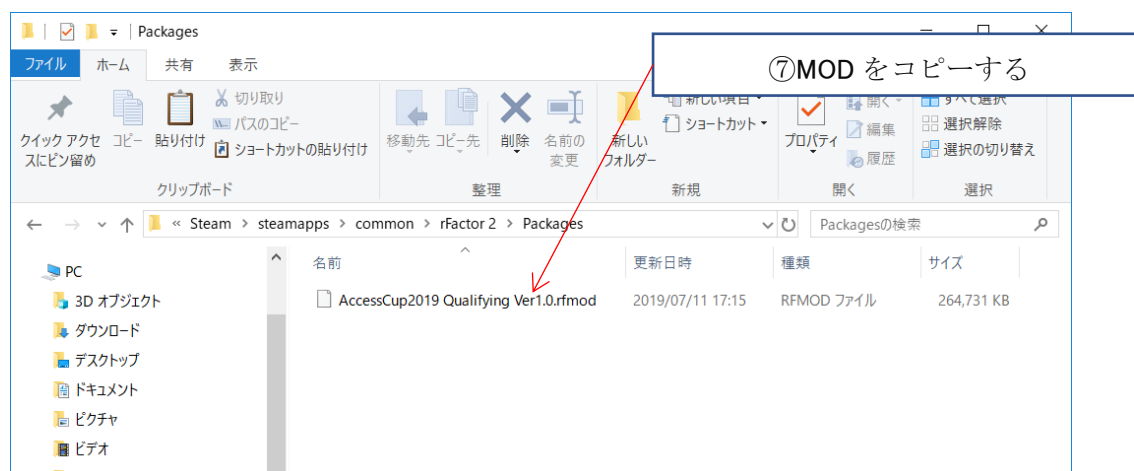 Packages
⑦MOD をコピーする
ファイル ホーム 共有 表示
クイック アクセスにピン留め
コピー
貼り付け
切り取り
パスのコピー
ショートカットの貼り付け
移動先
コピー先
削除
名前の変更
新しいフォルダー
新しい項目
ショートカット
プロパティ
開く
編集
履歴
すべて選択
選択解除
選択の切り替え
クリップボード 整理 新規 開く 選択
« Steam > steamapps > common > rFactor 2 > Packages Packagesの検索
名前 更新日時 種類 サイズ
AccessCup2019 Qualifying Ver1.0.rfmod 2019/07/11 17:15 RFMOD ファイル 264,731 KB
PC
3D オブジェクト
ダウンロード
デスクトップ
ドキュメント
ピクチャ
ビデオ